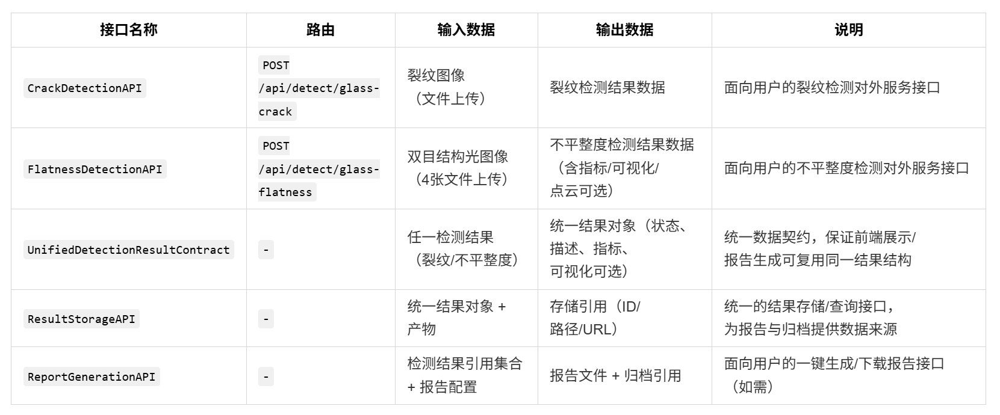 接口名称 路由 输入数据 输出数据 说明
CrackDetectionAPI
POST
/api/detect/glass-
crack
裂纹图像
（文件上传）
裂纹检测结果数据
面向用户的裂纹检测对外服务接口
FlatnessDetectionAPI
POST
/api/detect/glass-
flatness
双目结构光图像
（4张文件上传）
不平整度检测结果数据
（含指标/可视化/
点云可选）
面向用户的不平整度检测对外服务接口
UnifiedDetectionResultContract
-
任一检测结果
（裂纹/不平整度）
统一结果对象（状态、
描述、指标、
可视化可选）
统一数据契约，保证前端展示/
报告生成可复用同一结果结构
ResultStorageAPI
-
统一结果对象 +
产物
存储引用（ID/
路径/URL）
统一的结果存储/查询接口，
为报告与归档提供数据来源
ReportGenerationAPI
-
检测结果引用集合
+ 报告配置
报告文件 + 归档引用
面向用户的一键生成/下载报告接口
（如需）